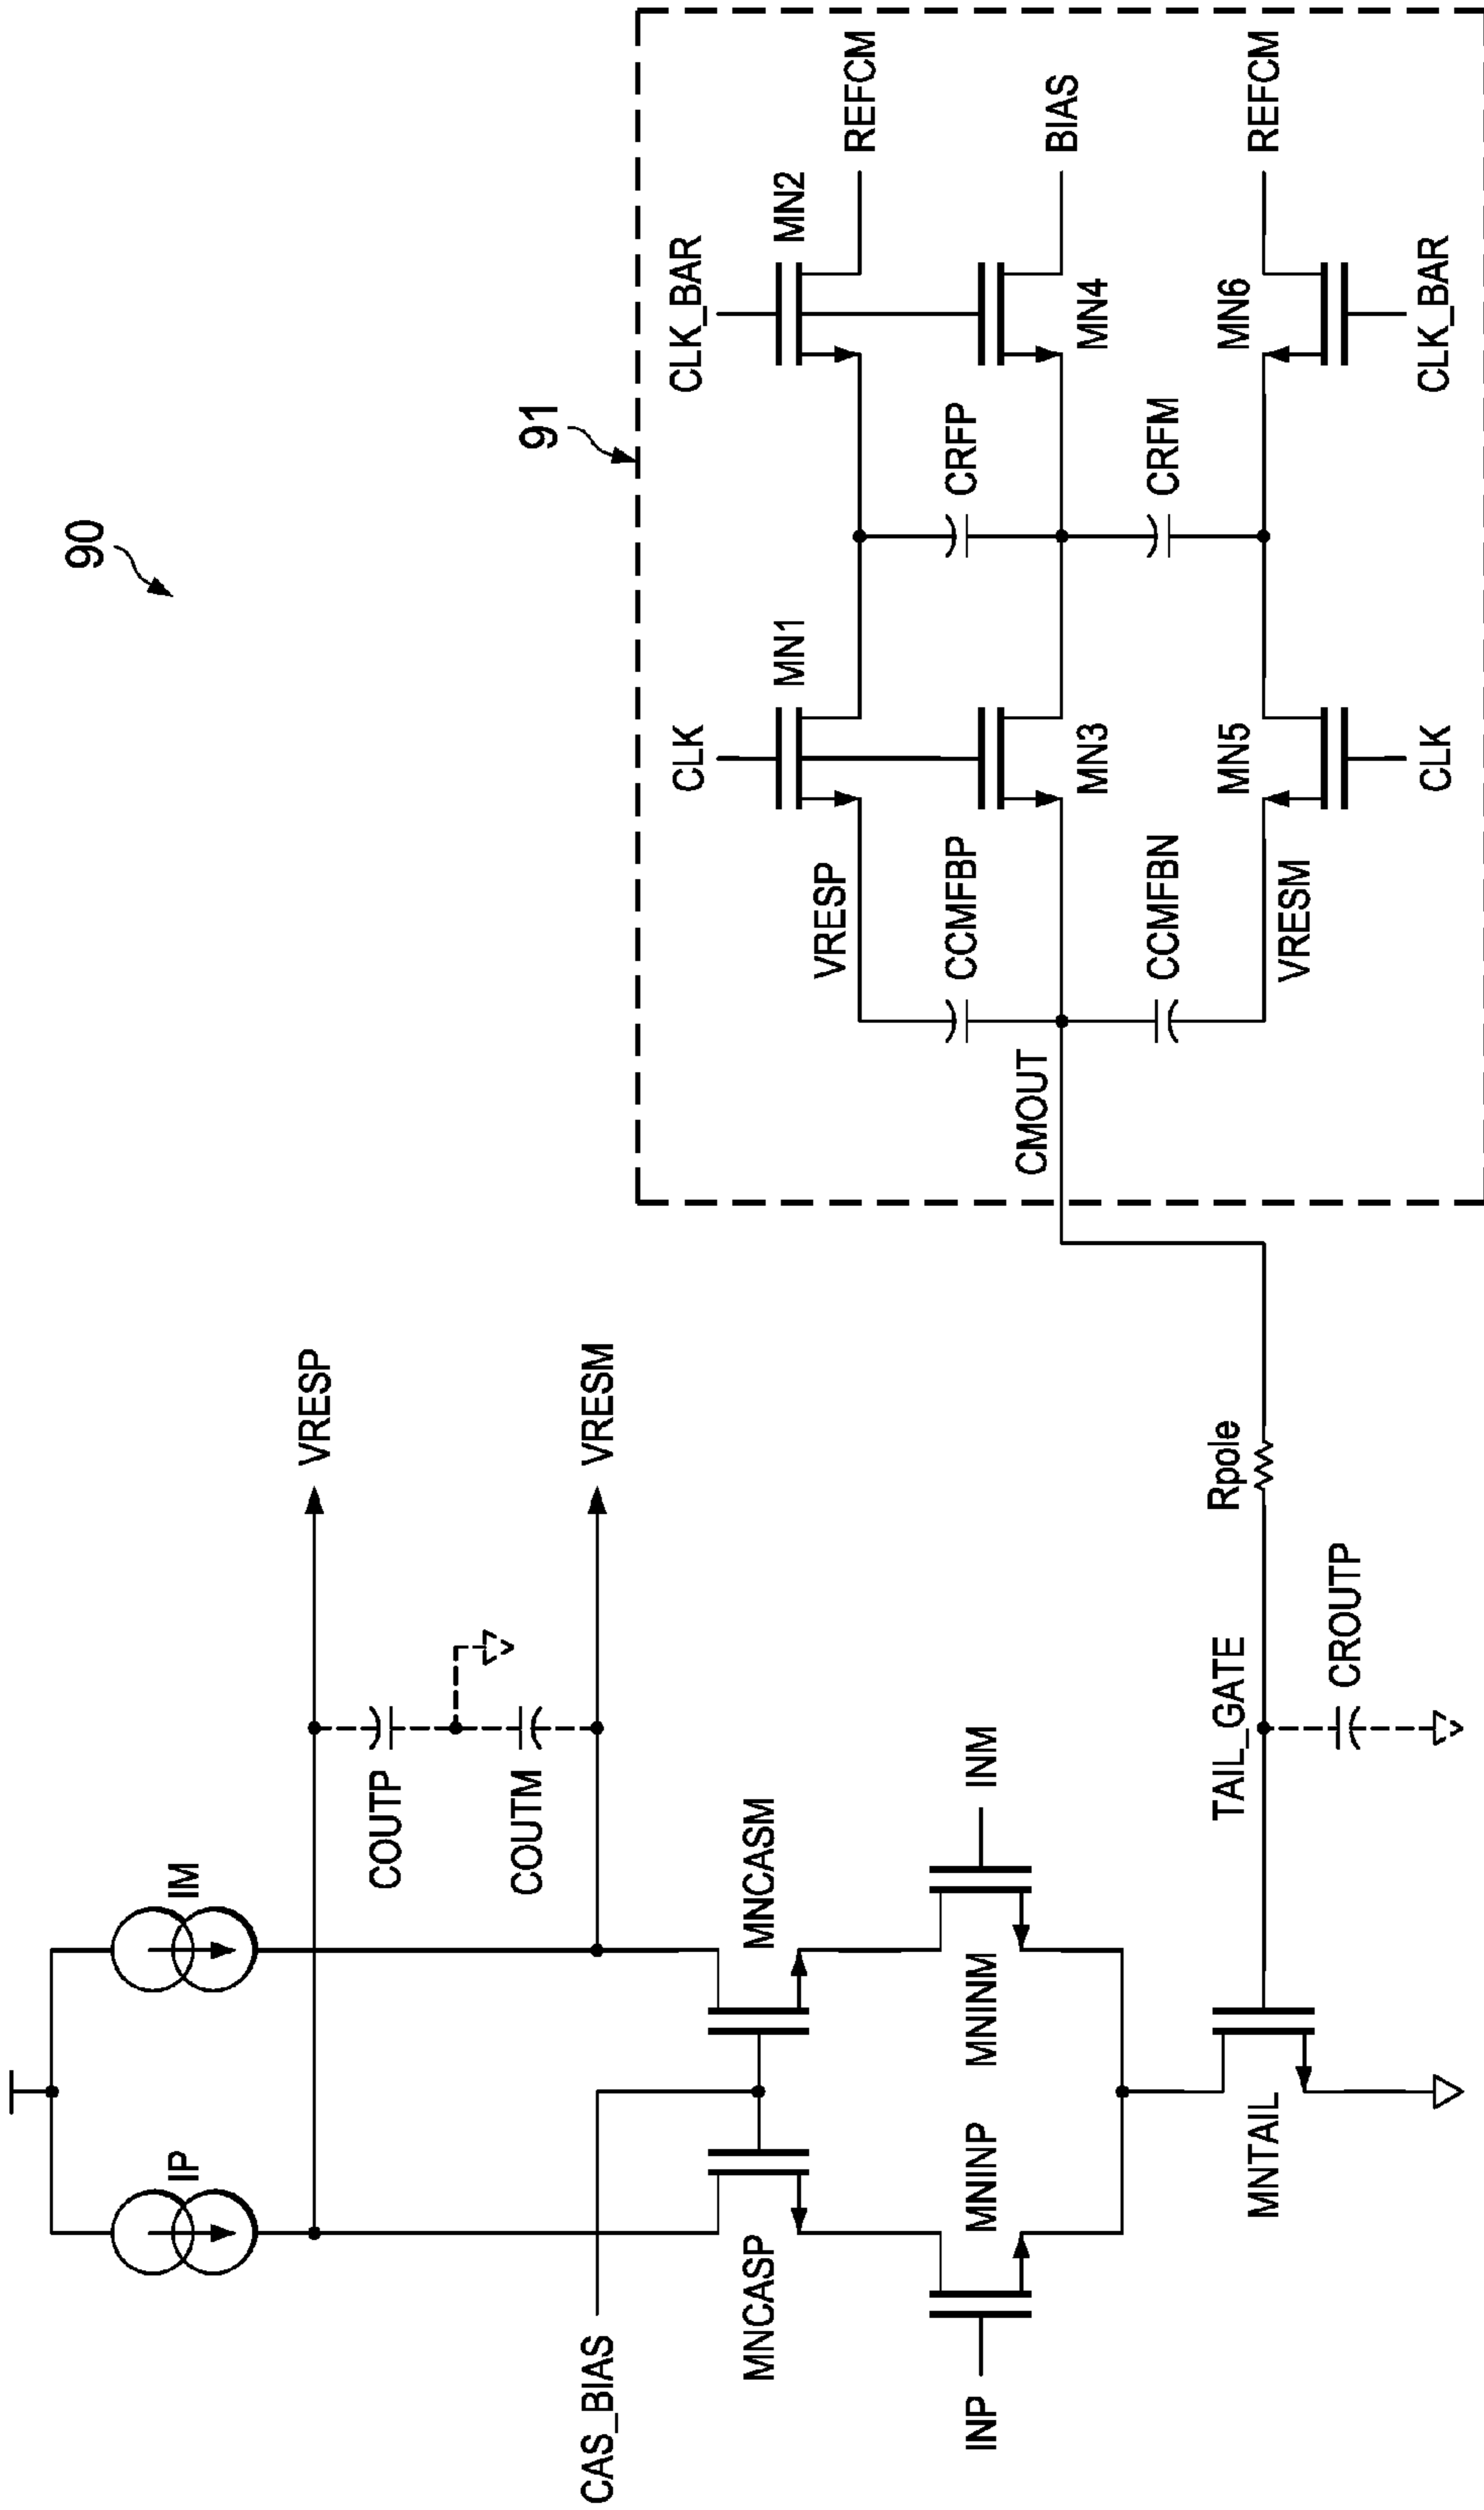 90
IP
IM
VRESP
COUTP
COUTM
VRESM
CAS_BIAS
MNCASP
MNCASM
INP
MNINP
MNINM
INM
MNTAIL
TAIL_GATE
CROUTP
Rpole
91
CLK
CLK_BAR
MN1
MN2
REFCM
VRESP
CCMFBP
CRFP
CMOUT
BIAS
MN3
MN4
CCMFBN
CRFM
MN5
MN6
VRESM
REFCM
CLK
CLK_BAR